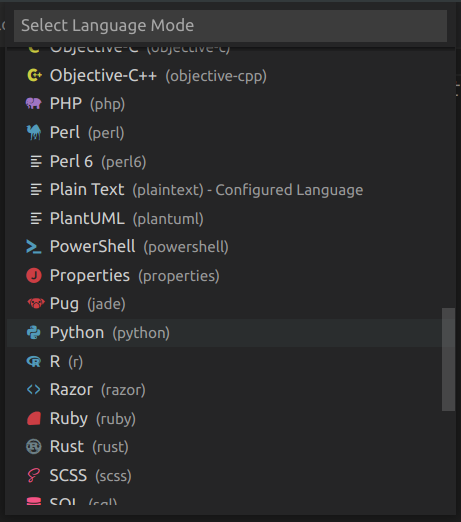 Select Language Mode
Objective-C (objective-c)
Objective-C++ (objective-cpp)
PHP (php)
Perl (perl)
Perl 6 (perl6)
Plain Text (plaintext) - Configured Language
PlantUML (plantuml)
PowerShell (powershell)
Properties (properties)
Pug (jade)
Python (python)
R (r)
Razor (razor)
Ruby (ruby)
Rust (rust)
SCSS (scss)
SQL (sql)